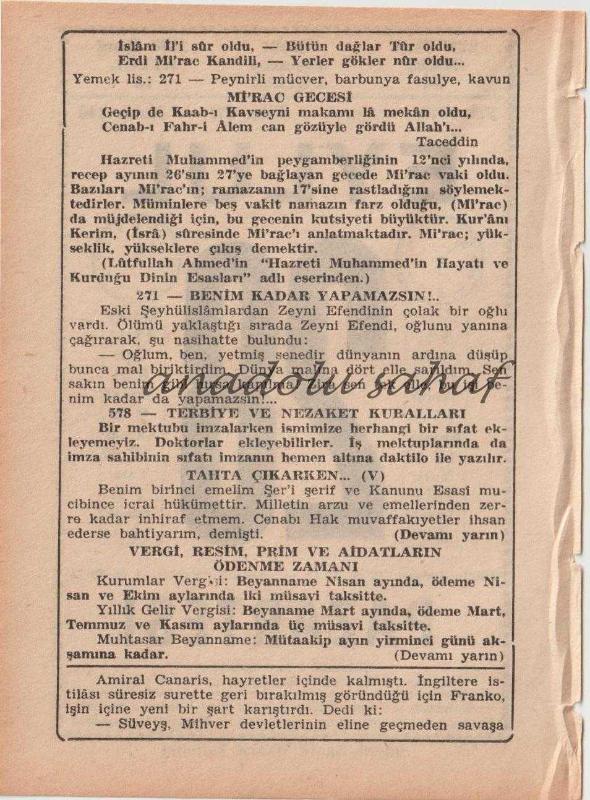 İslâm İl'i sûr oldu, — Bütün dağlar Tûr oldu,
Erdi Mi'rac Kandili, — Yerler gökler nûr oldu...
Yemek lis.: 271 — Peynirli mücver, barbunya fasulye, kavun
Mİ'RAC GECESİ
Geçip de Kaab-ı Kavseyni makamı lâ mekân oldu,
Cenab-ı Fahr-i Âlem can gözüyle gördü Allah'ı...
Taceddin
Hazreti Muhammed'in peygamberliğinin 12'nci yılında,
recep ayının 26'sını 27'ye bağlayan gecede Mi'rac vaki oldu.
Bazıları Mi'rac'ın; ramazanın 17'sine rastladığını söylemek-
tedirler. Müminlere beş vakit namazın farz olduğu, (Mi'rac)
da müjdelendiği için, bu gecenin kutsiyeti büyüktür. Kur'ânı
Kerim, (İsrâ) sûresinde Mi'rac'ı anlatmaktadır. Mi'rac; yük-
seklik, yükseklere çıkış demektir.
(Lûtfullah Ahmed'in "Hazreti Muhammed'in Hayatı ve
Kurduğu Dinin Esasları" adlı eserinden.)
271 — BENİM KADAR YAPAMAZSIN!..
Eski Şeyhülislâmlardan Zeyni Efendinin çolak bir oğlu
vardı. Ölümü yaklaştığı sırada Zeyni Efendi, oğlunu yanına
çağırarak, şu nasihatte bulundu:
— Oğlum, ben, yetmiş senedir dünyanın ardına düşüp
bunca mal biriktirdim. Dünya malına dört elle sarıldım. Sen
sakın benim gibi
nim kadar da yapamazsın!...
anadolu sahaf
578 — TERBİYE VE NEZAKET KURALLARI
Bir mektubu imzalarken ismimize herhangi bir sıfat ek-
leyemeyiz. Doktorlar ekleyebilirler. İş mektuplarında da
imza sahibinin sıfatı imzanın hemen altına daktilo ile yazılır.
TAHTA ÇIKARKEN... (V)
Benim birinci emelim Şer'i şerif ve Kanunu Esasî mu-
cibince icrai hükümettir. Milletin arzu ve emellerinden zer-
re kadar inhiraf etmem. Cenabı Hak muvaffakıyetler ihsan
ederse bahtiyarım, demişti. (Devamı yarın)
VERGİ, RESİM, PRİM VE AİDATLARIN
ÖDENME ZAMANI
Kurumlar Vergisi: Beyanname Nisan ayında, ödeme Ni-
san ve Ekim aylarında iki müsavi taksitte.
Yıllık Gelir Vergisi: Beyaname Mart ayında, ödeme Mart,
Temmuz ve Kasım aylarında üç müsavi taksitte.
Muhtasar Beyanname: Mütaakip ayın yirminci günü ak-
şamına kadar. (Devamı yarın)
Amiral Canaris, hayretler içinde kalmıştı. İngiltere is-
tilâsı süresiz surette geri bırakılmış göründüğü için Franko,
işin içine yeni bir şart karıştırdı. Dedi ki:
— Süveyş, Mihver devletlerinin eline geçmeden savaşa